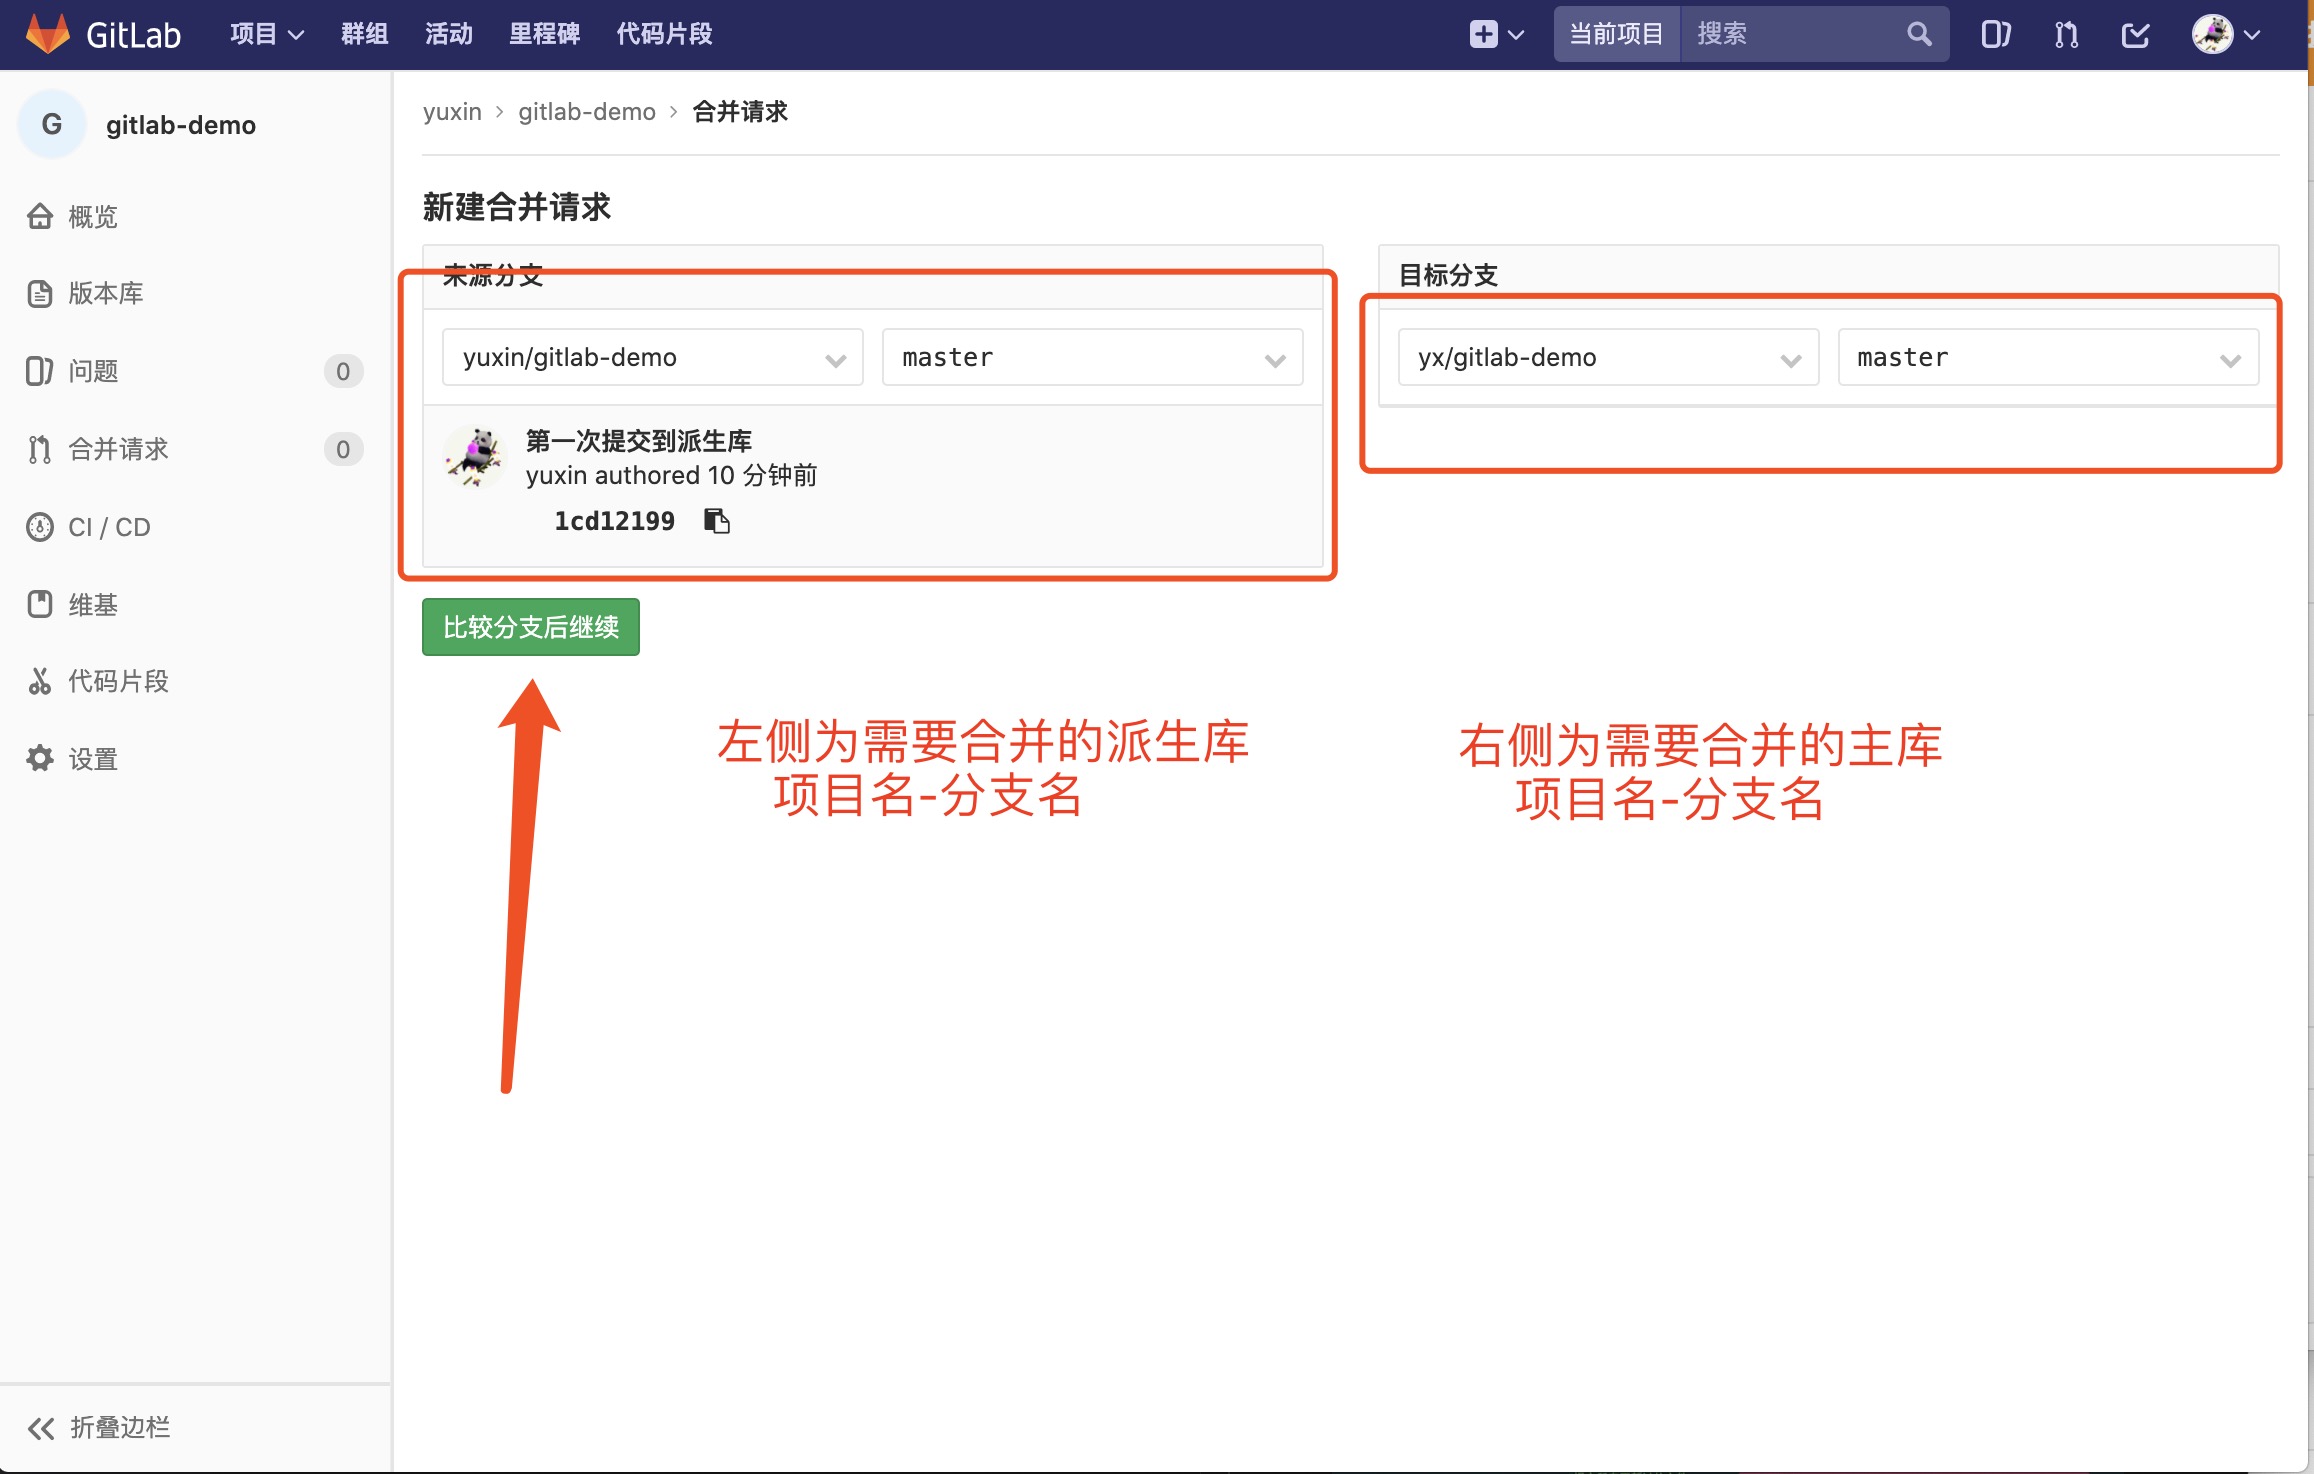 GitLab 项目 群组 活动 里程碑 代码片段 当前项目 搜索
G gitlab-demo
概览
版本库
问题 0
合并请求 0
CI / CD
维基
代码片段
设置
折叠边栏
yuxin › gitlab-demo › 合并请求
新建合并请求
来源分支
yuxin/gitlab-demo master
第一次提交到派生库
yuxin authored 10 分钟前
1cd12199
目标分支
yx/gitlab-demo master
比较分支后继续
左侧为需要合并的派生库
项目名-分支名
右侧为需要合并的主库
项目名-分支名